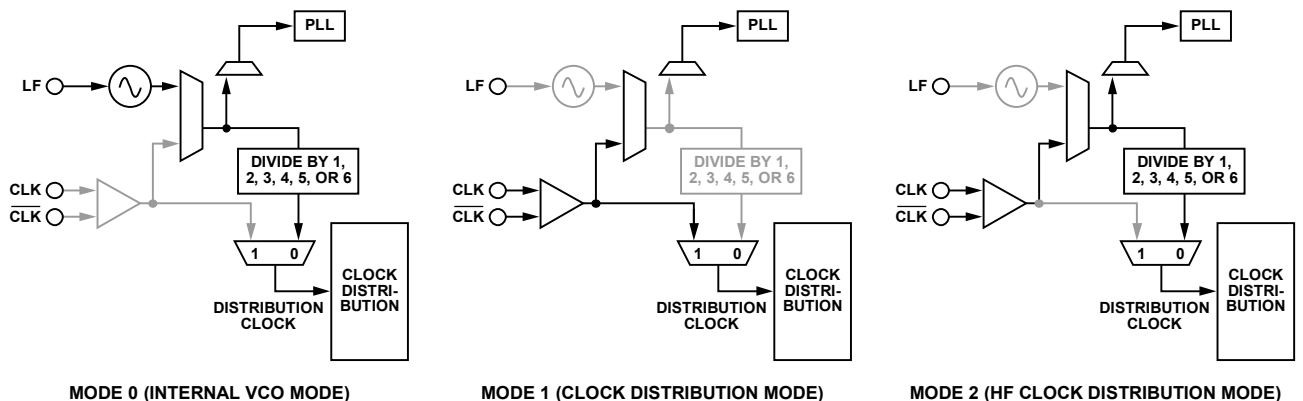 PLL
LF
DIVIDE BY 1,
2, 3, 4, 5, OR 6
CLK
CLK
1 0
CLOCK
DISTRI-
BUTION
DISTRIBUTION
CLOCK
MODE 0 (INTERNAL VCO MODE)
PLL
LF
DIVIDE BY 1,
2, 3, 4, 5, OR 6
CLK
CLK
1 0
CLOCK
DISTRI-
BUTION
DISTRIBUTION
CLOCK
MODE 1 (CLOCK DISTRIBUTION MODE)
PLL
LF
DIVIDE BY 1,
2, 3, 4, 5, OR 6
CLK
CLK
1 0
CLOCK
DISTRI-
BUTION
DISTRIBUTION
CLOCK
MODE 2 (HF CLOCK DISTRIBUTION MODE)